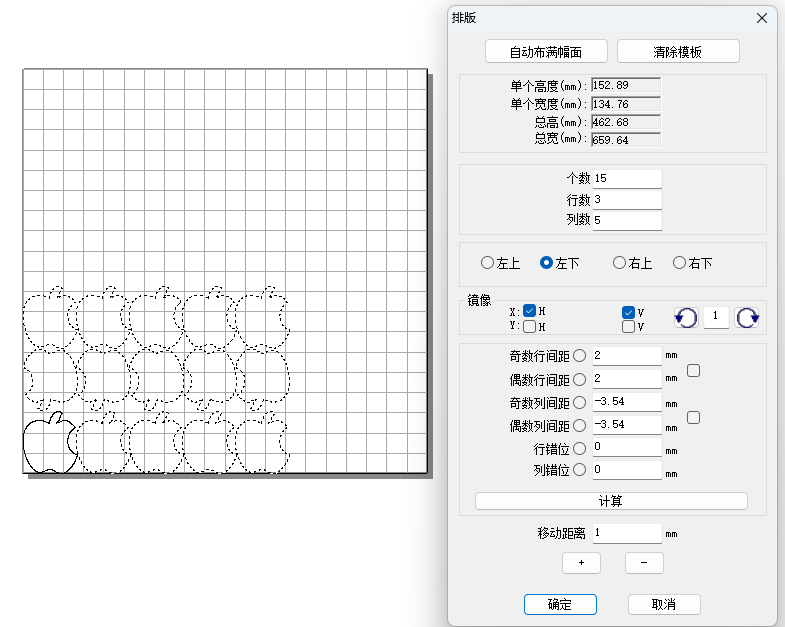 排版
自动布满幅面 清除模板
单个高度(mm): 152.89
单个宽度(mm): 134.76
总高(mm): 462.68
总宽(mm): 659.64
个数 15
行数 3
列数 5
左上 左下 右上 右下
镜像
X: H V 1
Y: H V
奇数行间距 2 mm
偶数行间距 2 mm
奇数列间距 -3.54 mm
偶数列间距 -3.54 mm
行错位 0 mm
列错位 0 mm
计算
移动距离 1 mm
+ -
确定 取消